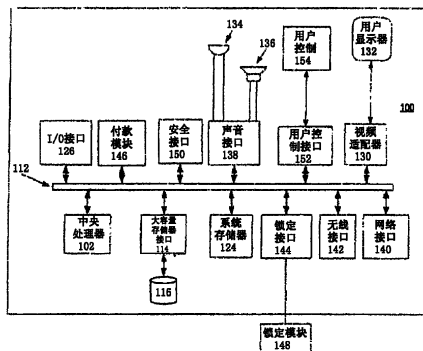 134
136
用户
控制
154
用户
显示器
132
100
I/O接口
126
付款
模块
146
安全
接口
150
声音
接口
138
用户控
制接口
152
视频
适配器
130
112
中央
处理器
102
大容量
存储器
接口
114
系统
存储器
124
锁定
接口
144
无线
接口
142
网络
接口
140
116
锁定模块
148